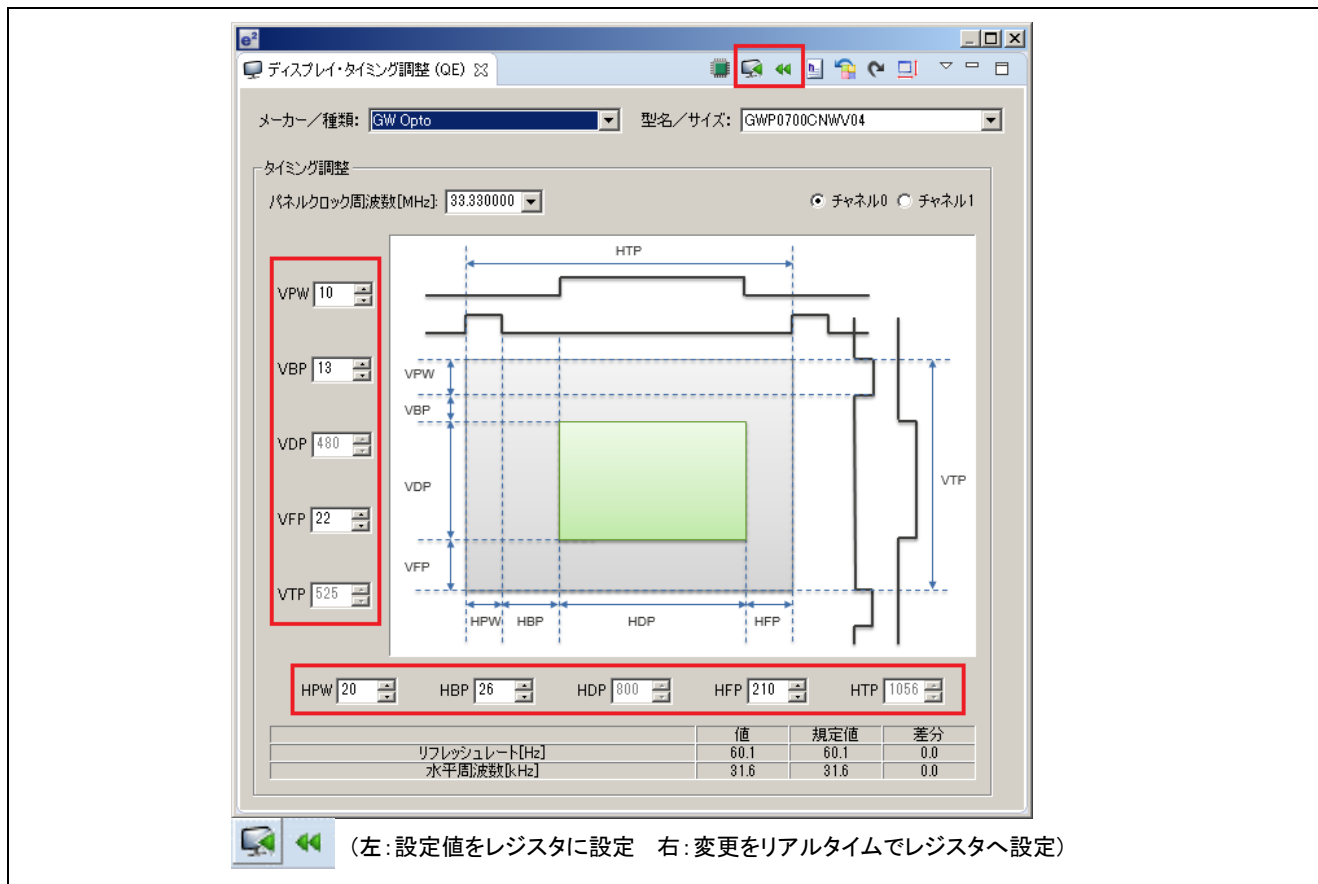 e²
ディスプレイ・タイミング調整 (QE)
メーカー／種類: GW Opto 型名／サイズ: GWP0700CNWV04
タイミング調整
パネルクロック周波数[MHz]: 33.330000 チャネル0 チャネル1
HTP
VPW 10
VBP 13
VDP 480
VFP 22
VTP 525
VPW
VBP
VDP
VFP
VTP
HPW HBP HDP HFP
HPW 20 HBP 26 HDP 800 HFP 210 HTP 1056
値 規定値 差分
リフレッシュレート[Hz] 60.1 60.1 0.0
水平周波数[kHz] 31.6 31.6 0.0
（左：設定値をレジスタに設定　右：変更をリアルタイムでレジスタへ設定）